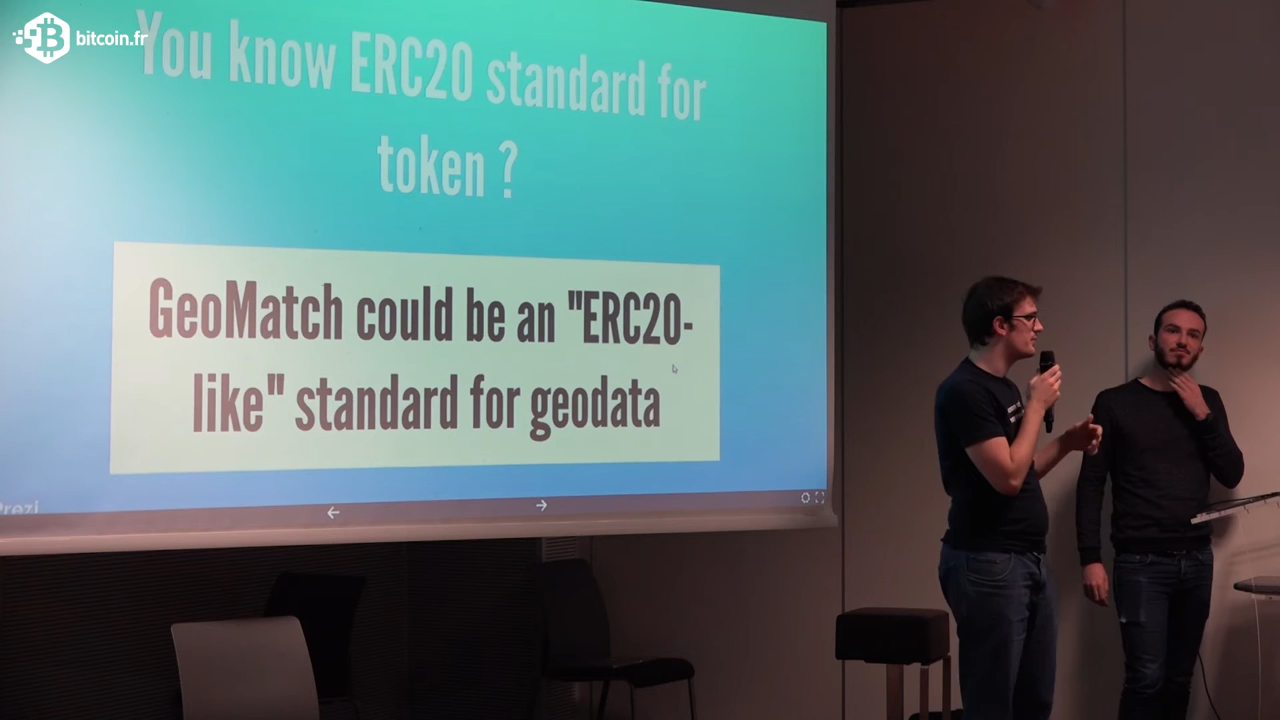 bitcoin.fr
You know ERC20 standard for
token ?
GeoMatch could be an "ERC20-
like" standard for geodata
Prezi